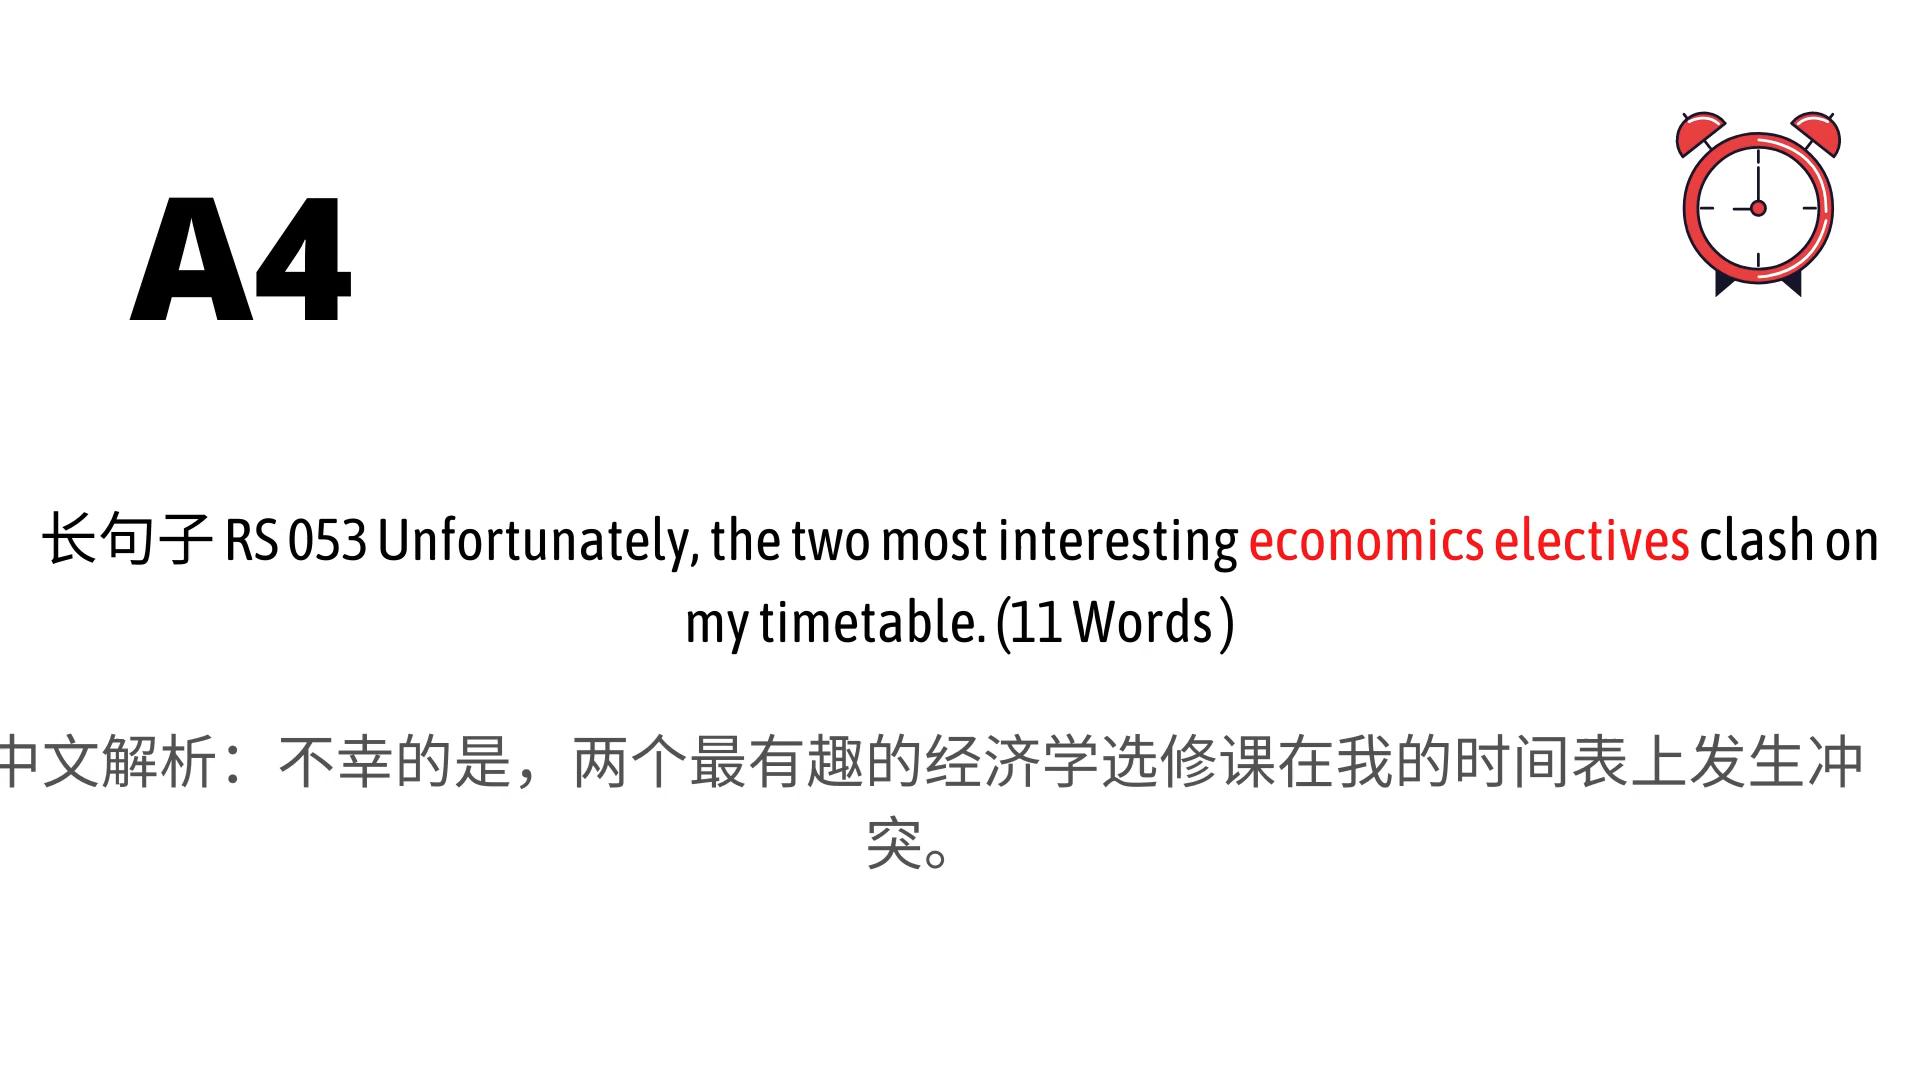 A4
长句子 RS 053 Unfortunately, the two most interesting economics electives clash on
my timetable. (11 Words )
中文解析：不幸的是，两个最有趣的经济学选修课在我的时间表上发生冲
突。